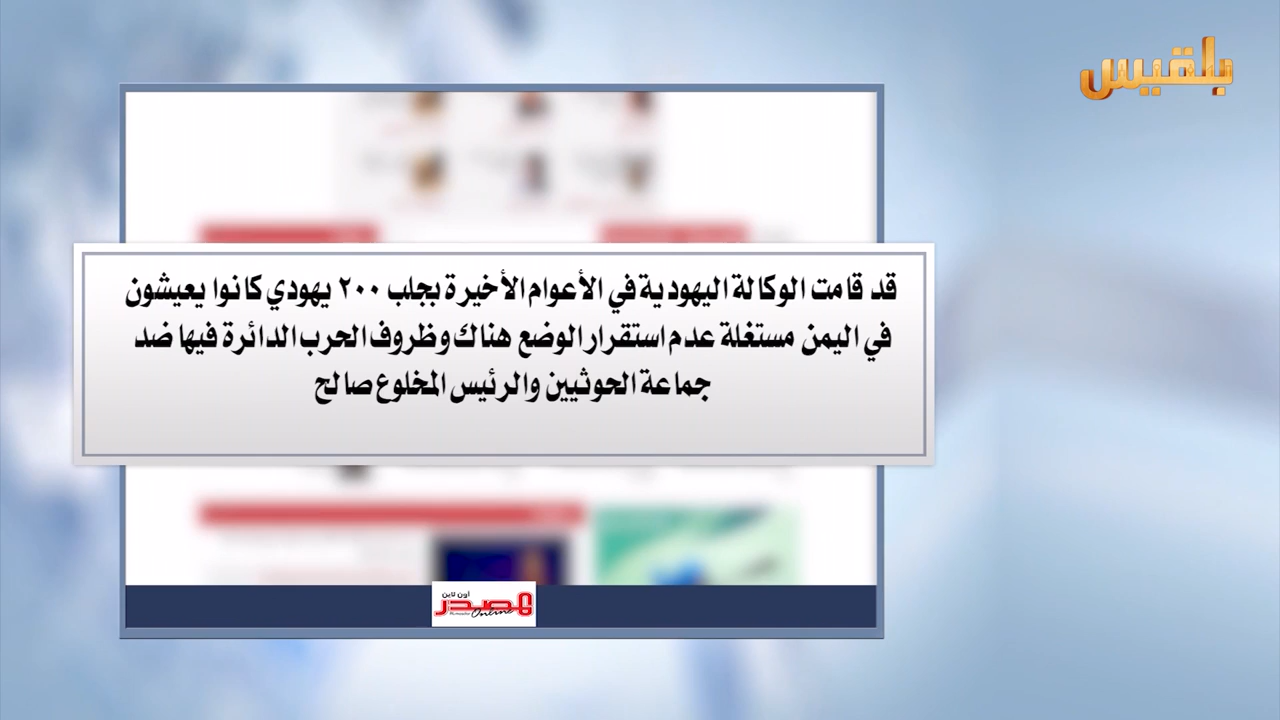 بلقيس
قد قامت الوكالة اليهودية في الأعوام الأخيرة بجلب ٢٠٠ يهودي كانوا يعيشون
في اليمن مستغلة عدم استقرار الوضع هناك وظروف الحرب الدائرة فيها ضد
جماعة الحوثيين والرئيس المخلوع صالح
أون لاين
المصدر
Online